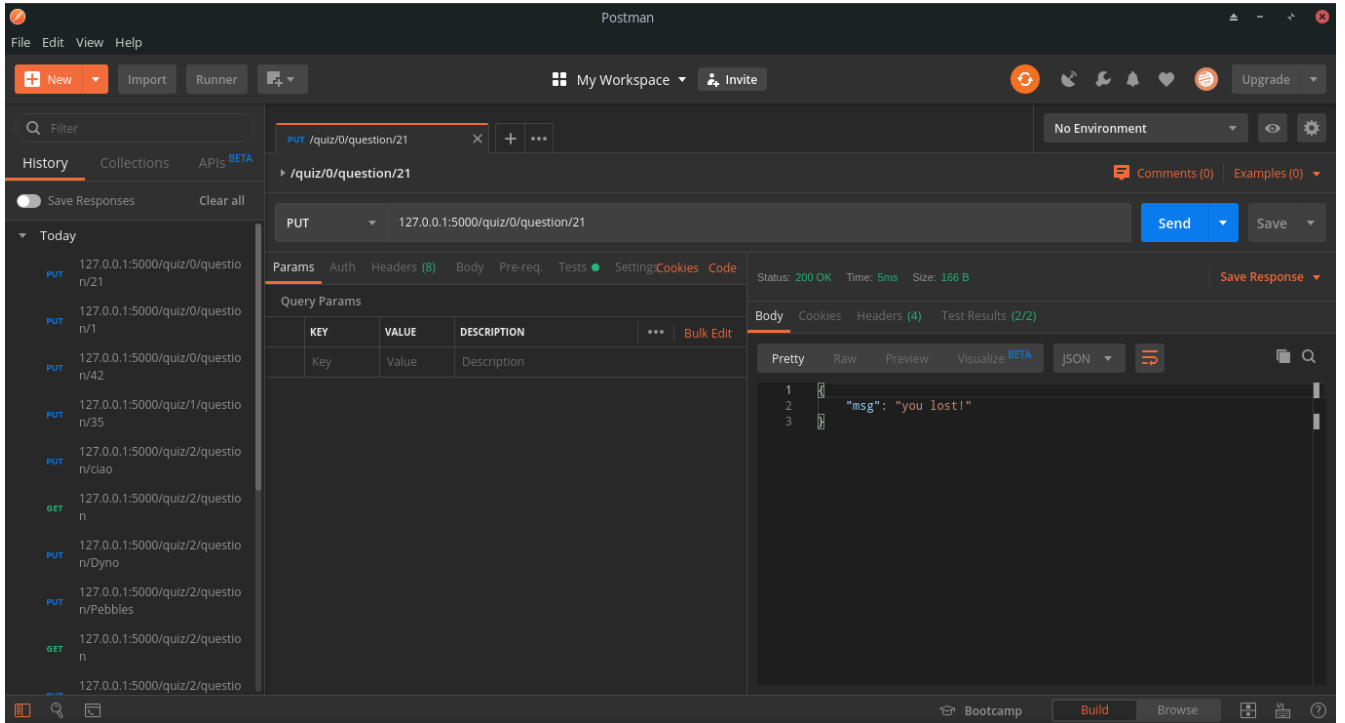 Postman
File Edit View Help
New Import Runner My Workspace Invite Upgrade
Filter
History Collections APIs BETA
Save Responses Clear all
Today
PUT 127.0.0.1:5000/quiz/0/questio
n/21
PUT 127.0.0.1:5000/quiz/0/questio
n/1
PUT 127.0.0.1:5000/quiz/0/questio
n/42
PUT 127.0.0.1:5000/quiz/1/questio
n/35
PUT 127.0.0.1:5000/quiz/2/questio
n/ciao
GET 127.0.0.1:5000/quiz/2/questio
n
PUT 127.0.0.1:5000/quiz/2/questio
n/Dyno
PUT 127.0.0.1:5000/quiz/2/questio
n/Pebbles
GET 127.0.0.1:5000/quiz/2/questio
n
PUT 127.0.0.1:5000/quiz/2/questio
PUT /quiz/0/question/21
No Environment
/quiz/0/question/21
Comments (0) Examples (0)
PUT 127.0.0.1:5000/quiz/0/question/21 Send Save
Params Auth Headers (8) Body Pre-req. Tests Settings Cookies Code
Query Params
KEY VALUE DESCRIPTION Bulk Edit
Key Value Description
Status: 200 OK Time: 5ms Size: 166 B Save Response
Body Cookies Headers (4) Test Results (2/2)
Pretty Raw Preview Visualize BETA JSON
1 {
2 "msg": "you lost!"
3 }
Bootcamp Build Browse